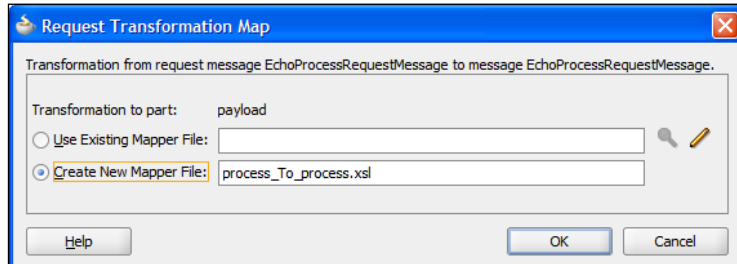 Request Transformation Map
Transformation from request message EchoProcessRequestMessage to message EchoProcessRequestMessage.
Transformation to part: payload
Use Existing Mapper File:
Create New Mapper File: process_To_process.xsl
Help OK Cancel